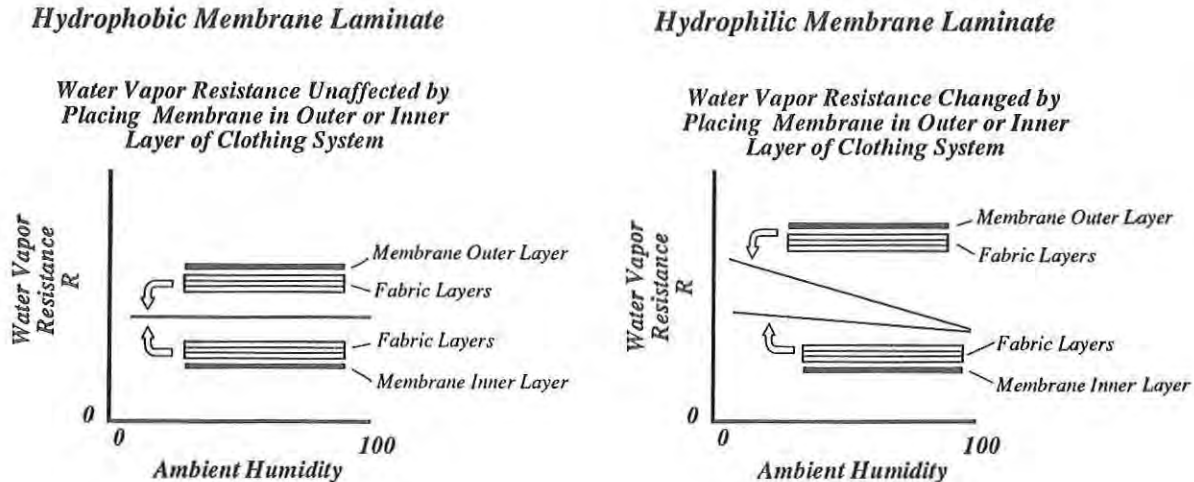 Hydrophobic Membrane Laminate
Water Vapor Resistance Unaffected by
Placing Membrane in Outer or Inner
Layer of Clothing System
Water Vapor
Resistance
R
Membrane Outer Layer
Fabric Layers
Fabric Layers
Membrane Inner Layer
0
0
100
Ambient Humidity
Hydrophilic Membrane Laminate
Water Vapor Resistance Changed by
Placing Membrane in Outer or Inner
Layer of Clothing System
Water Vapor
Resistance
R
Membrane Outer Layer
Fabric Layers
Fabric Layers
Membrane Inner Layer
0
0
100
Ambient Humidity